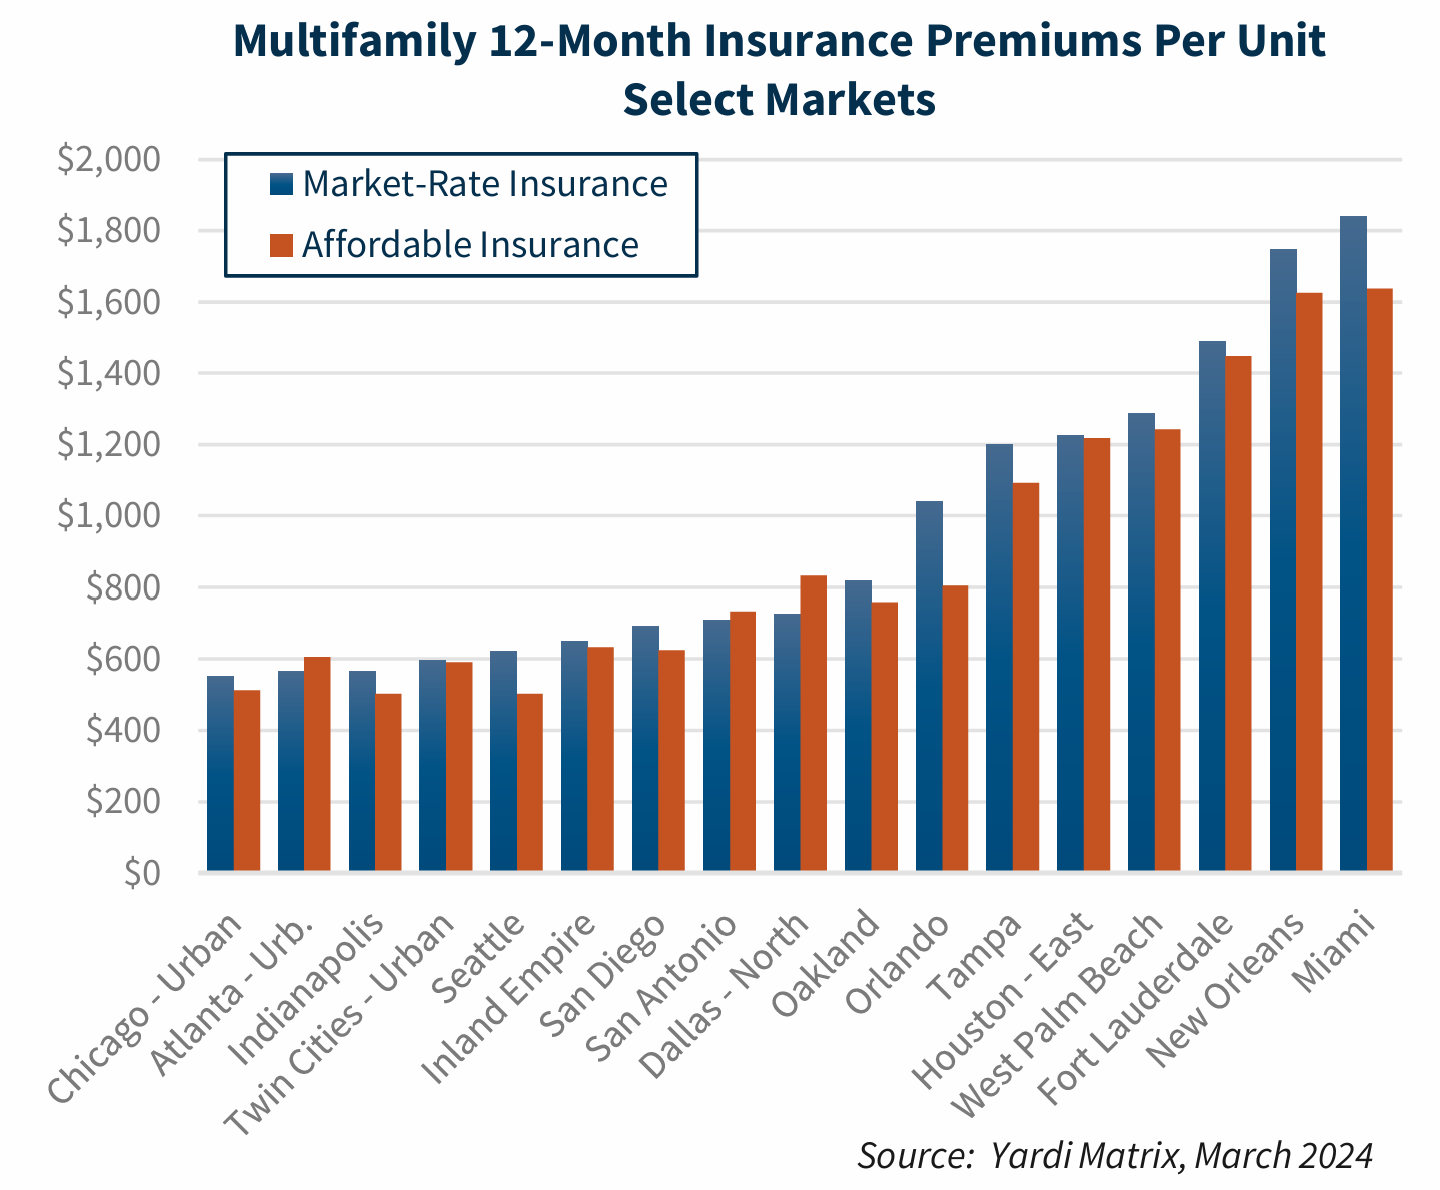 Multifamily 12-Month Insurance Premiums Per Unit
Select Markets
Market-Rate Insurance
Affordable Insurance
$2,000
$1,800
$1,600
$1,400
$1,200
$1,000
$800
$600
$400
$200
$0
Chicago - Urban
Atlanta - Urb.
Indianapolis
Twin Cities - Urban
Seattle
Inland Empire
San Diego
San Antonio
Dallas - North
Oakland
Orlando
Tampa
Houston - East
West Palm Beach
Fort Lauderdale
New Orleans
Miami
Source: Yardi Matrix, March 2024